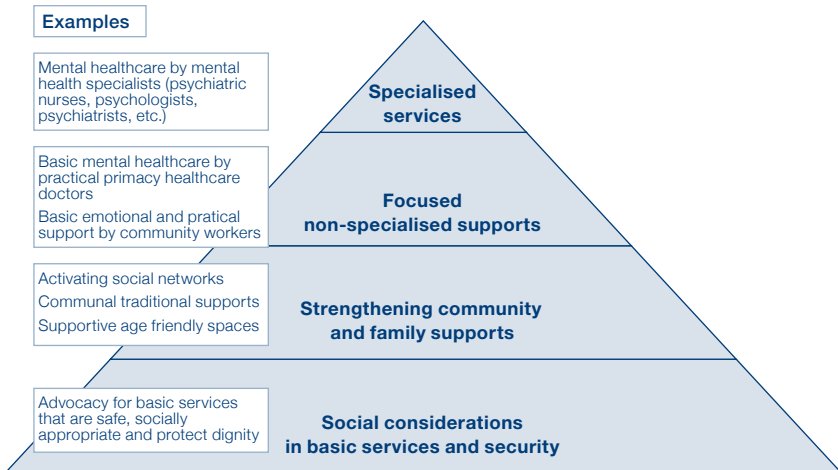 Examples
Mental healthcare by mental
health specialists (psychiatric
nurses, psychologists,
psychiatrists, etc.)
Specialised
services
Basic mental healthcare by
practical primacy healthcare
doctors
Basic emotional and pratical
support by community workers
Focused
non-specialised supports
Activating social networks
Communal traditional supports
Supportive age friendly spaces
Strengthening community
and family supports
Advocacy for basic services
that are safe, socially
appropriate and protect dignity
Social considerations
in basic services and security